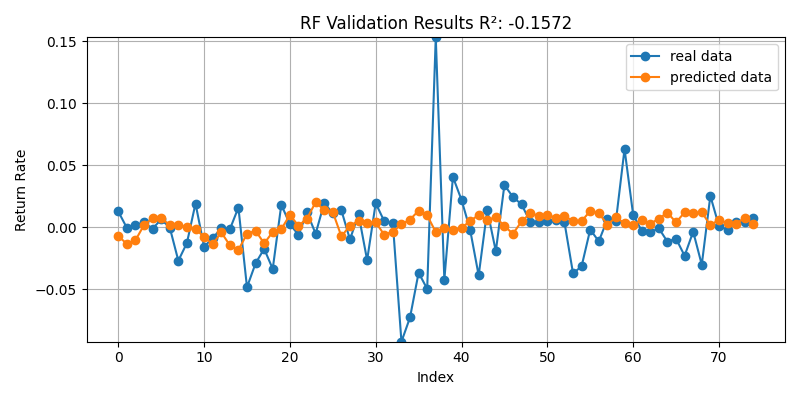 RF Validation Results R²: -0.1572
real data
predicted data
Return Rate
0.15
0.10
0.05
0.00
−0.05
0 10 20 30 40 50 60 70
Index